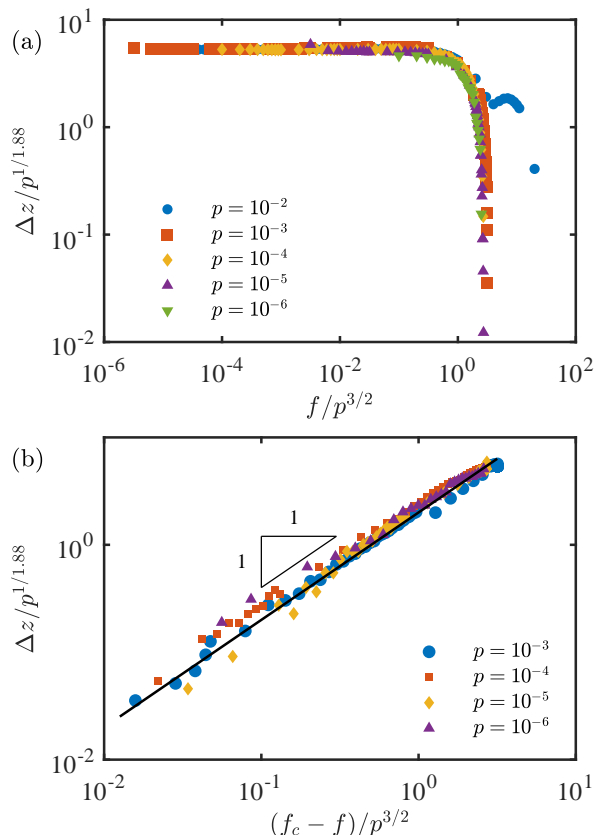 (a)
10^1
10^0
10^-1
10^-2
Δz/p^1/1.88
p = 10^-2
p = 10^-3
p = 10^-4
p = 10^-5
p = 10^-6
10^-6 10^-4 10^-2 10^0 10^2
f/p^3/2
(b)
10^0
10^-2
Δz/p^1/1.88
1
1
p = 10^-3
p = 10^-4
p = 10^-5
p = 10^-6
10^-2 10^-1 10^0 10^1
(f_c − f)/p^3/2